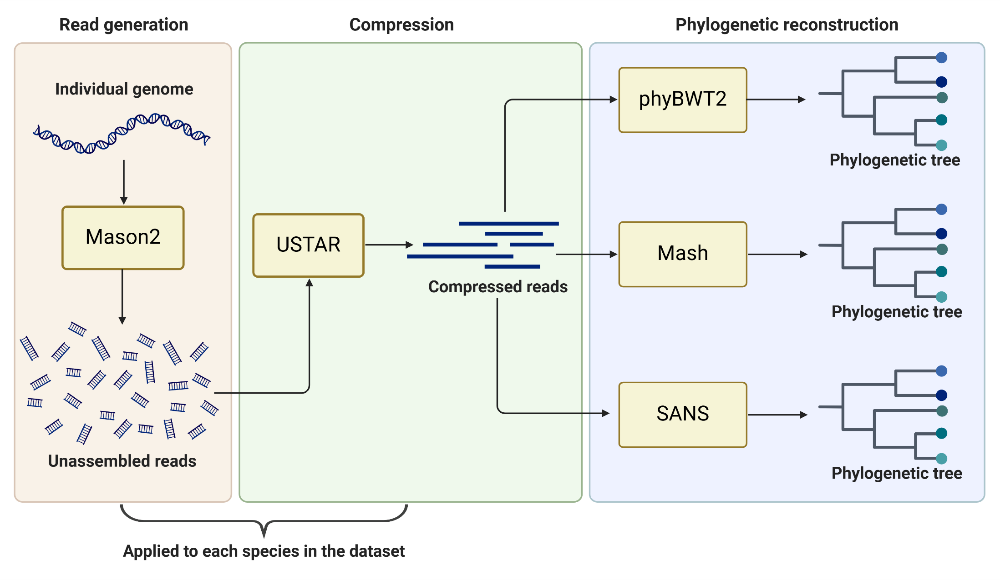 Read generation
Individual genome
Mason2
Unassembled reads
Compression
USTAR
Compressed reads
Phylogenetic reconstruction
phyBWT2
Phylogenetic tree
Mash
Phylogenetic tree
SANS
Phylogenetic tree
Applied to each species in the dataset